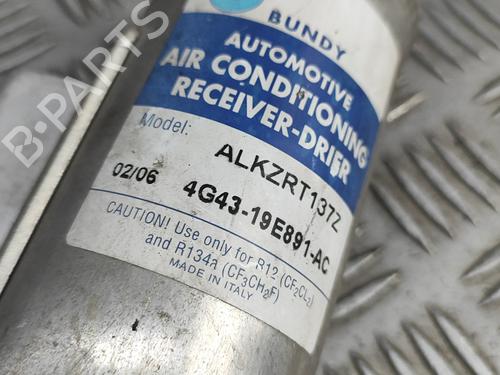 BUNDY
AUTOMOTIVE
AIR CONDITIONING
RECEIVER-DRIER
Model: ALKZRT137Z
02/06 4G43-19E891-AC
CAUTION! Use only for R12 (CF2CL2)
and R134a (CF3CH2F)
MADE IN ITALY
B-PARTS